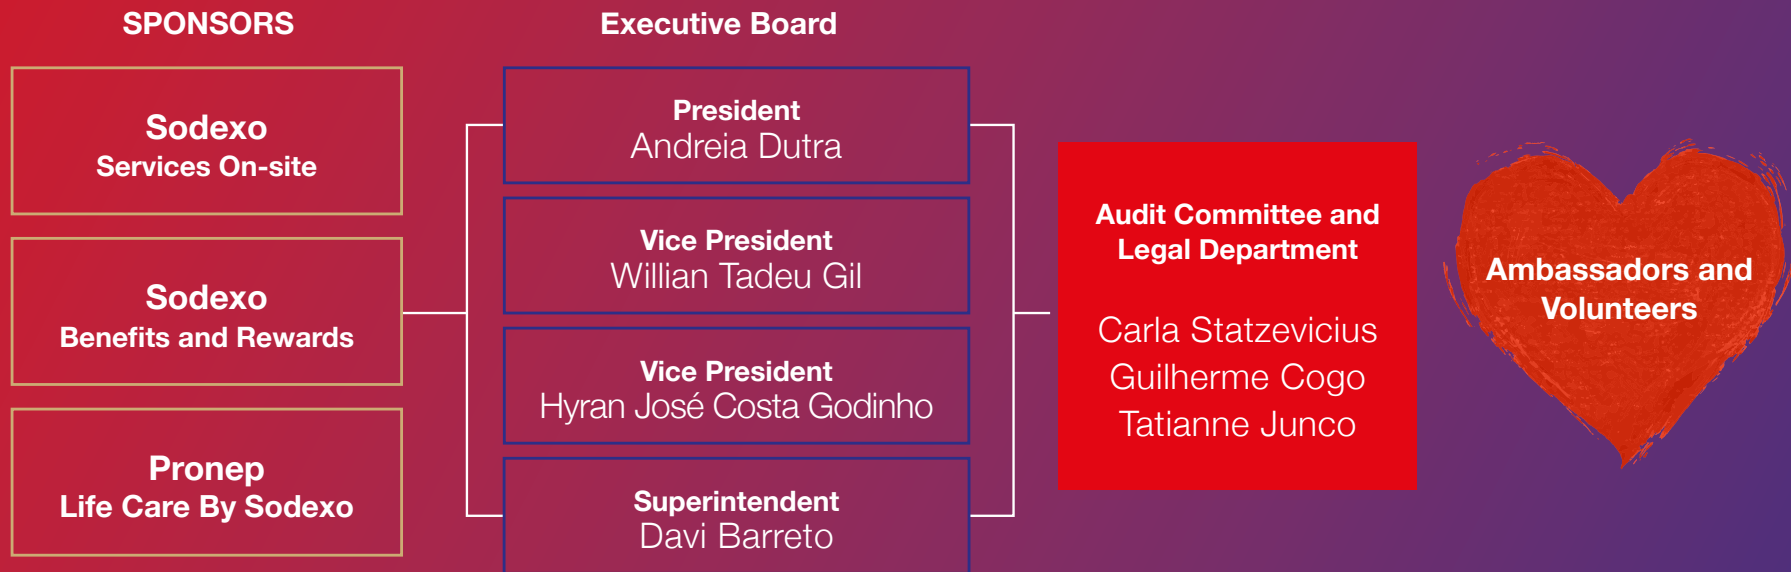 SPONSORS
Sodexo
Services On-site
Sodexo
Benefits and Rewards
Pronep
Life Care By Sodexo
Executive Board
President
Andreia Dutra
Vice President
Willian Tadeu Gil
Vice President
Hyran José Costa Godinho
Superintendent
Davi Barreto
Audit Committee and
Legal Department
Carla Statzevicius
Guilherme Cogo
Tatianne Junco
Ambassadors and
Volunteers